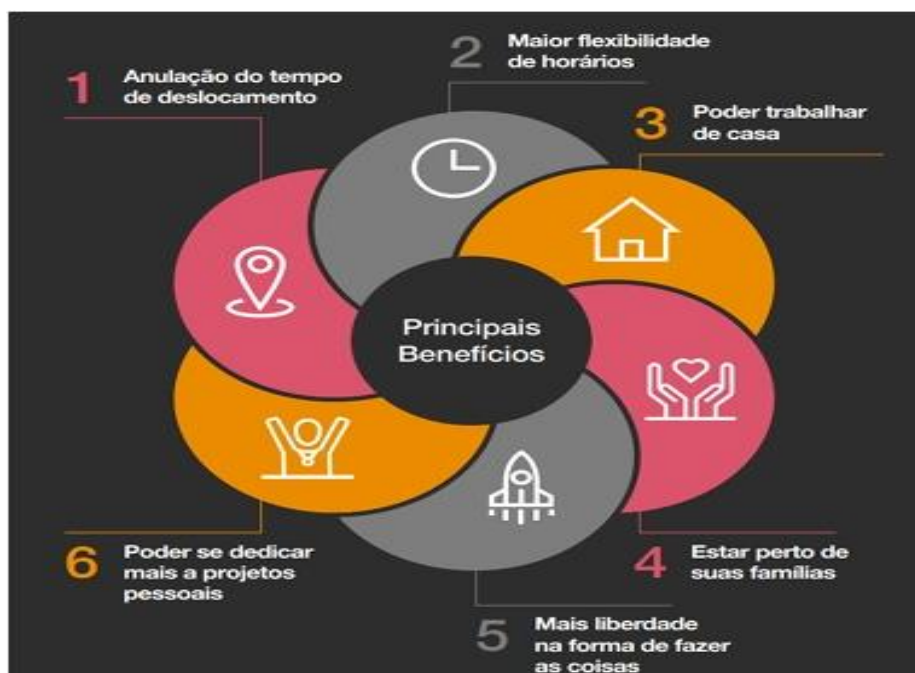 1
Anulação do tempo
de deslocamento
2
Maior flexibilidade
de horários
3
Poder trabalhar
de casa
Principais
Benefícios
4
Estar perto de
suas famílias
5
Mais liberdade
na forma de fazer
as coisas
6
Poder se dedicar
mais a projetos
pessoais